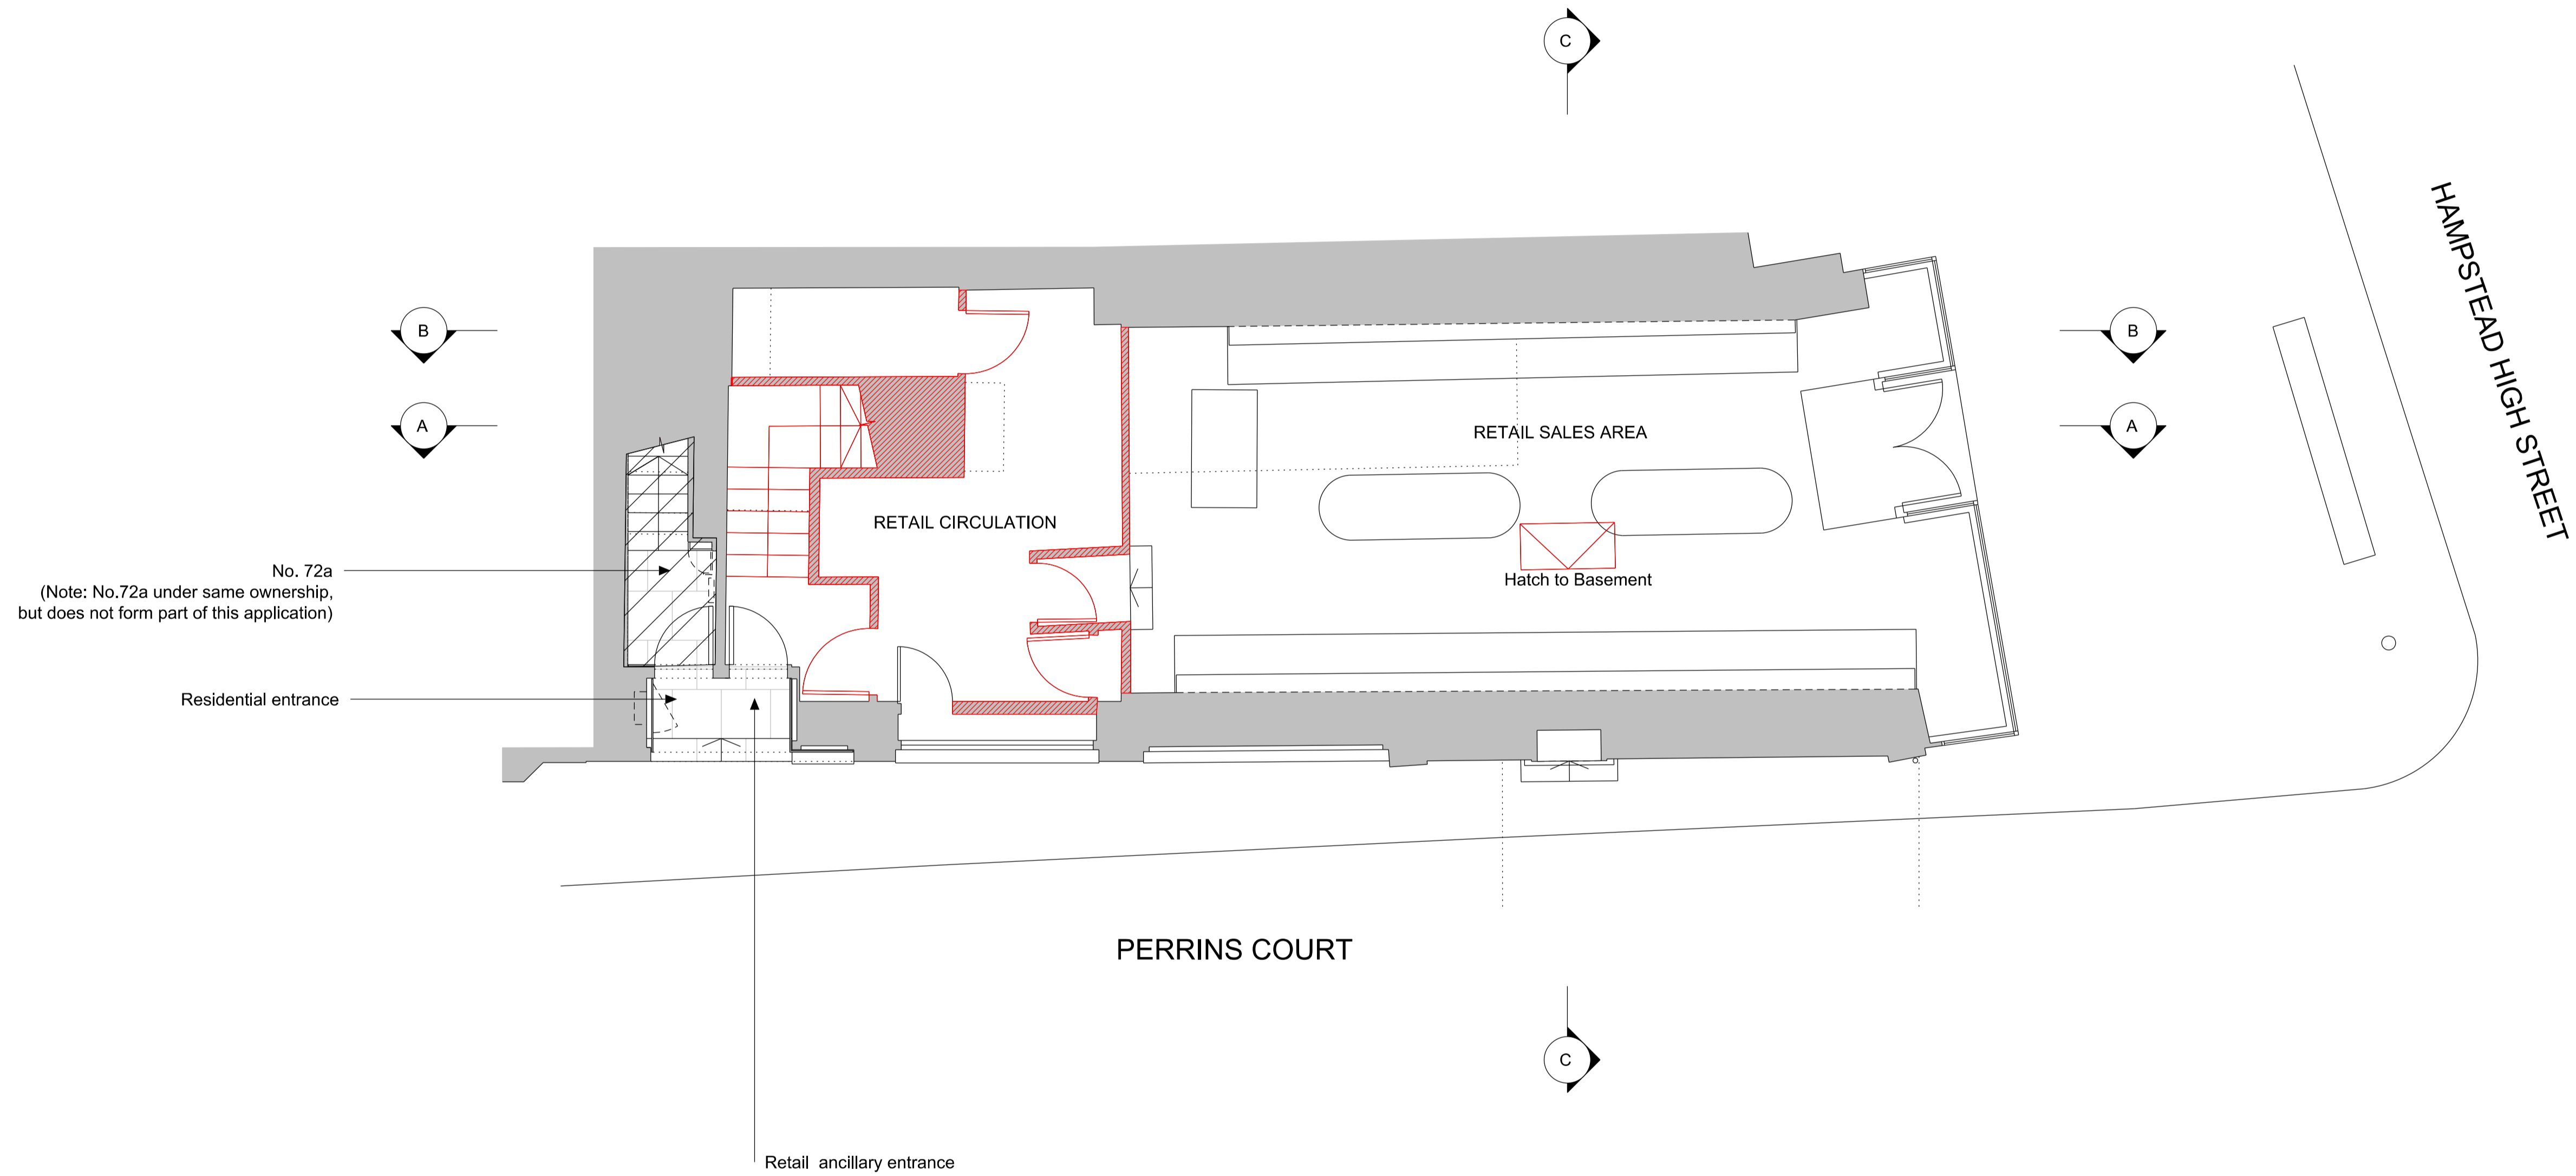 C
HAMPSTEAD HIGH STREET
B
B
A
A
RETAIL SALES AREA
RETAIL CIRCULATION
No. 72a
(Note: No.72a under same ownership,
but does not form part of this application)
Hatch to Basement
Residential entrance
PERRINS COURT
C
Retail ancillary entrance